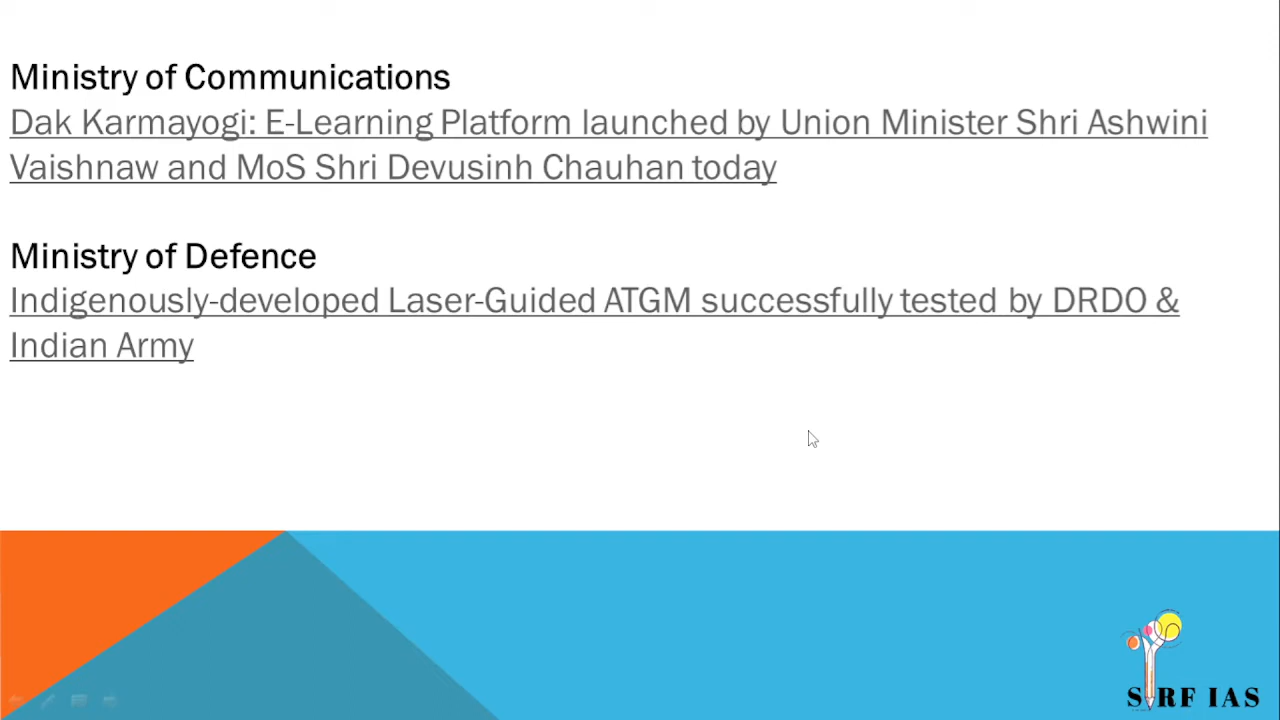 Ministry of Communications
Dak Karmayogi: E-Learning Platform launched by Union Minister Shri Ashwini
Vaishnaw and MoS Shri Devusinh Chauhan today
Ministry of Defence
Indigenously-developed Laser-Guided ATGM successfully tested by DRDO &
Indian Army
SIRF IAS